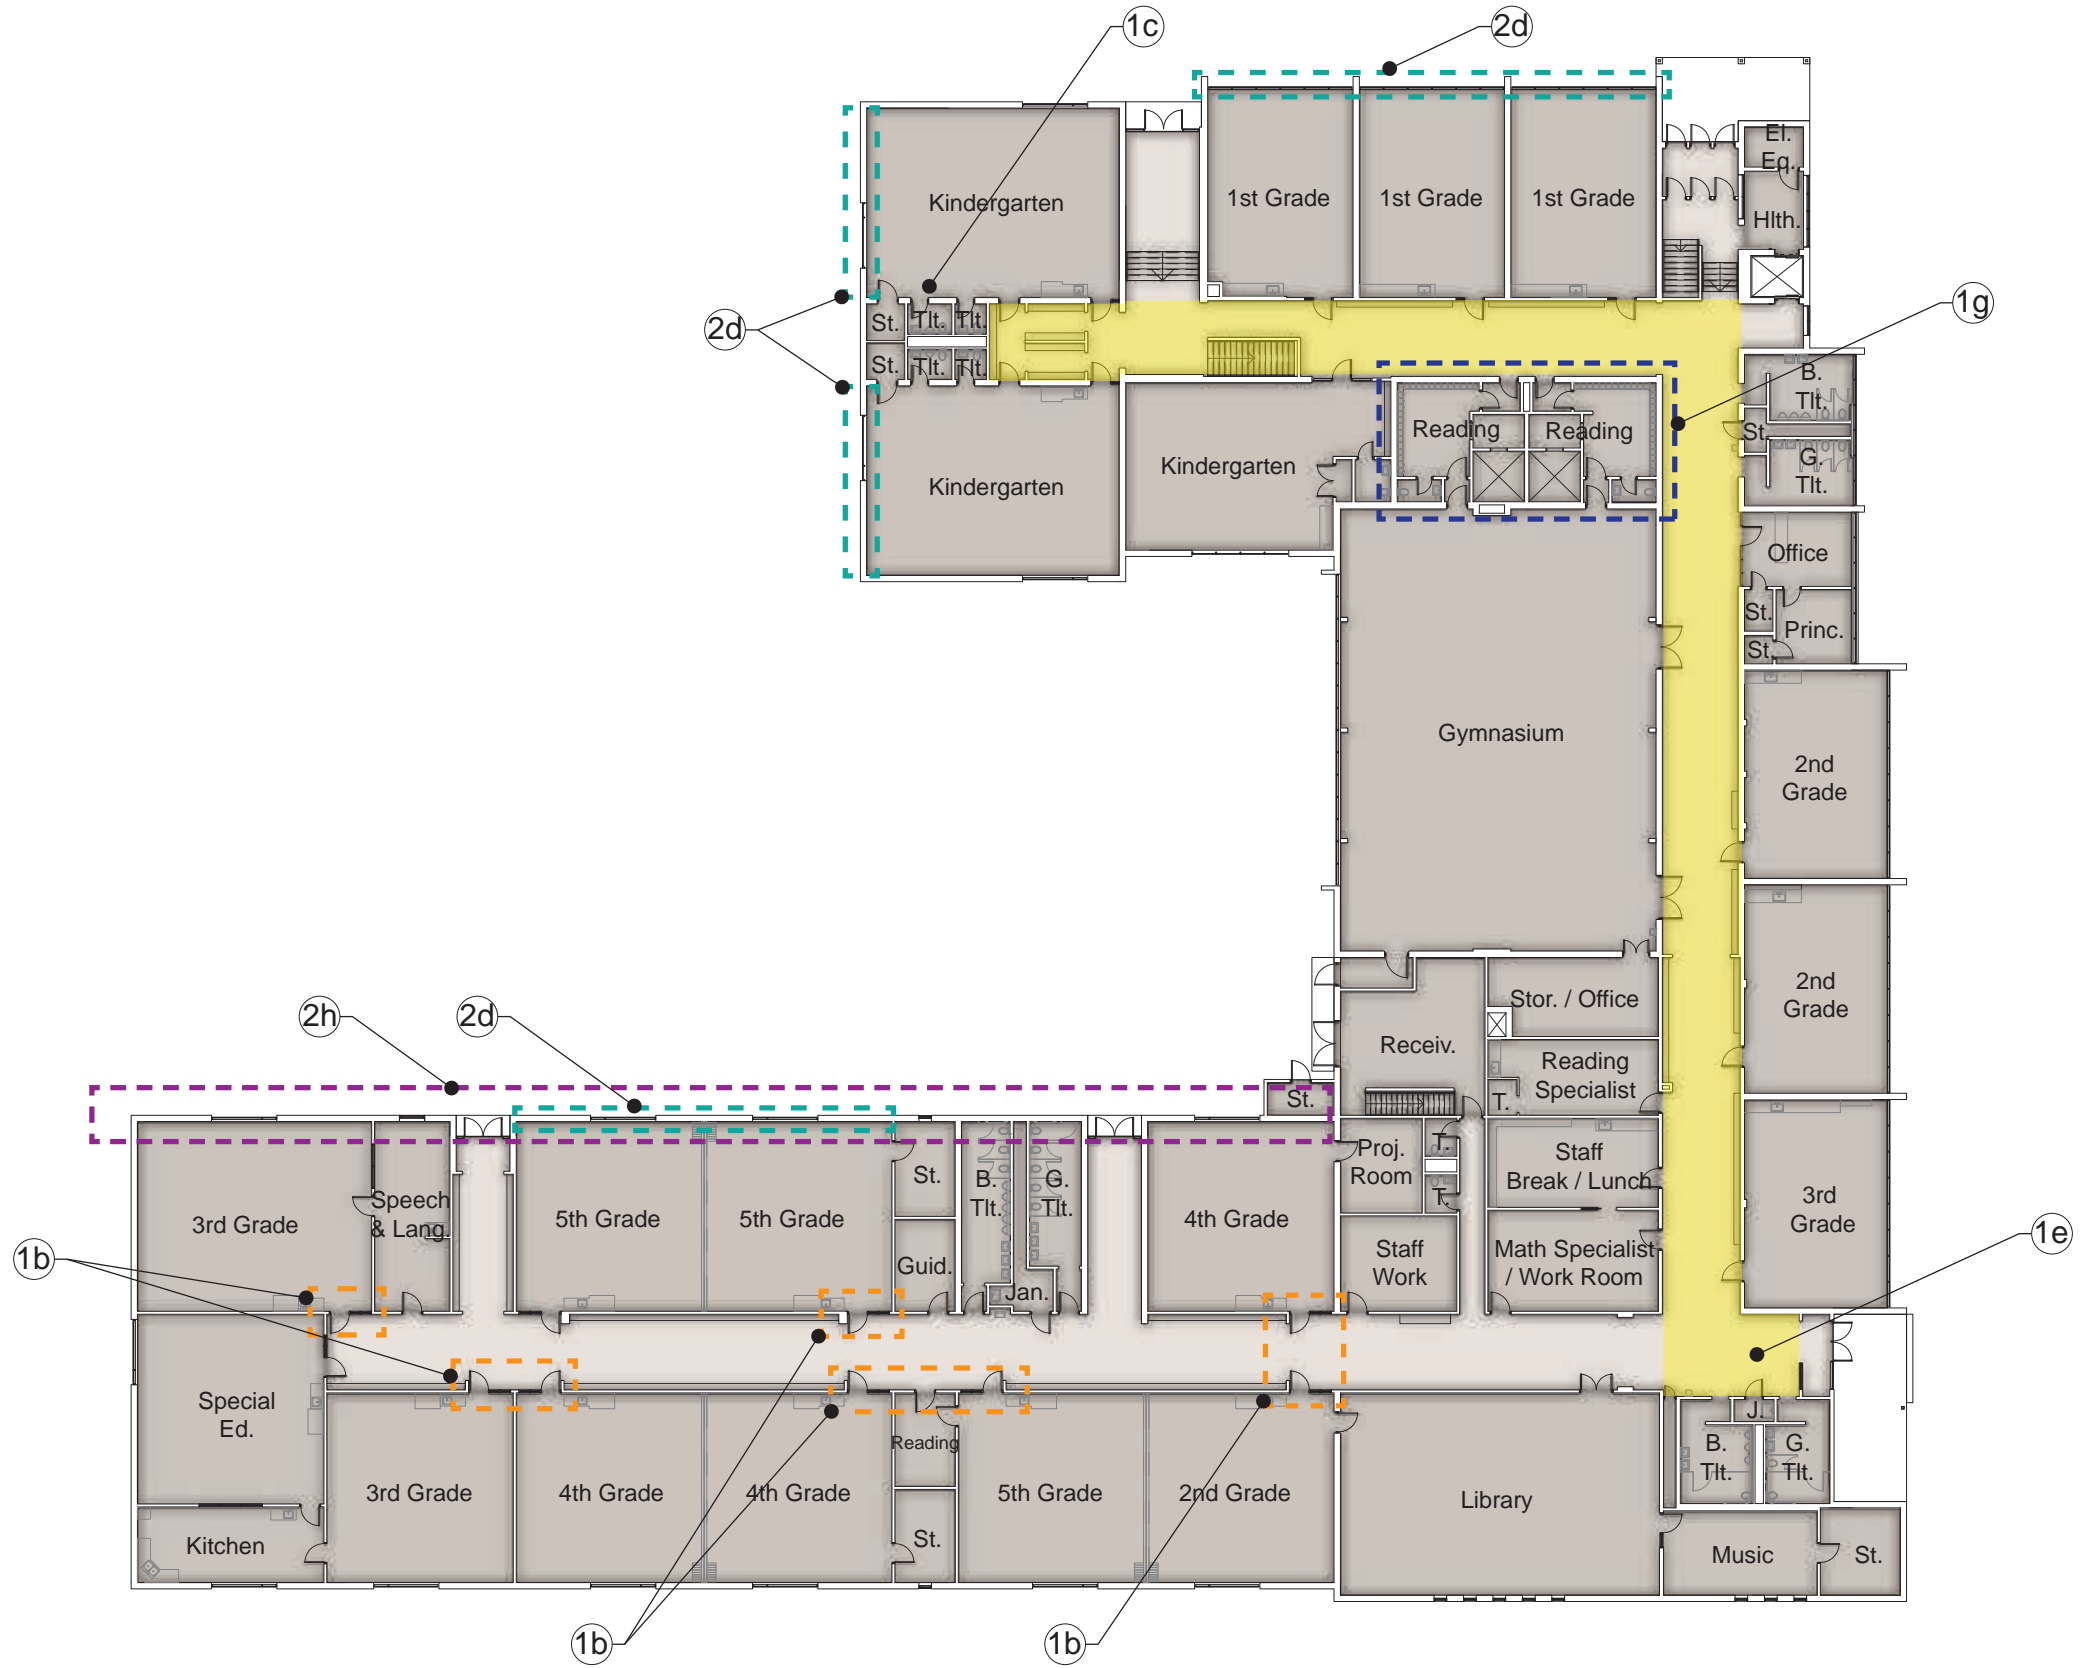 1c
2d
El.
Eq.
Kindergarten
1st Grade
1st Grade
1st Grade
Hlth.
2d
St.
Tlt.
Tlt.
1g
St.
Tlt.
Tlt.
B.
Tlt.
Reading
Reading
St.
Kindergarten
Kindergarten
G.
Tlt.
Office
St.
Princ.
St.
Gymnasium
2nd
Grade
2nd
Grade
Stor. / Office
2h
2d
Receiv.
Reading
Specialist
St.
T.
Proj.
Room
T.
T.
Staff
Break / Lunch
3rd
Grade
3rd Grade
Speech
& Lang.
5th Grade
5th Grade
St.
B.
Tlt.
G.
Tlt.
4th Grade
1b
Guid.
Jan.
Staff
Work
Math Specialist
/ Work Room
1e
Special
Ed.
Reading
J.
B.
Tlt.
G.
Tlt.
3rd Grade
4th Grade
4th Grade
5th Grade
2nd Grade
Library
Kitchen
St.
Music
St.
1b
1b